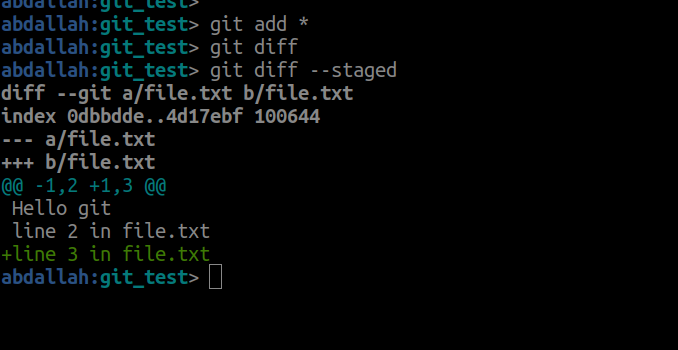 abdallah:git_test>
abdallah:git_test> git add *
abdallah:git_test> git diff
abdallah:git_test> git diff --staged
diff --git a/file.txt b/file.txt
index 0dbbdde..4d17ebf 100644
--- a/file.txt
+++ b/file.txt
@@ -1,2 +1,3 @@
 Hello git
 line 2 in file.txt
+line 3 in file.txt
abdallah:git_test>